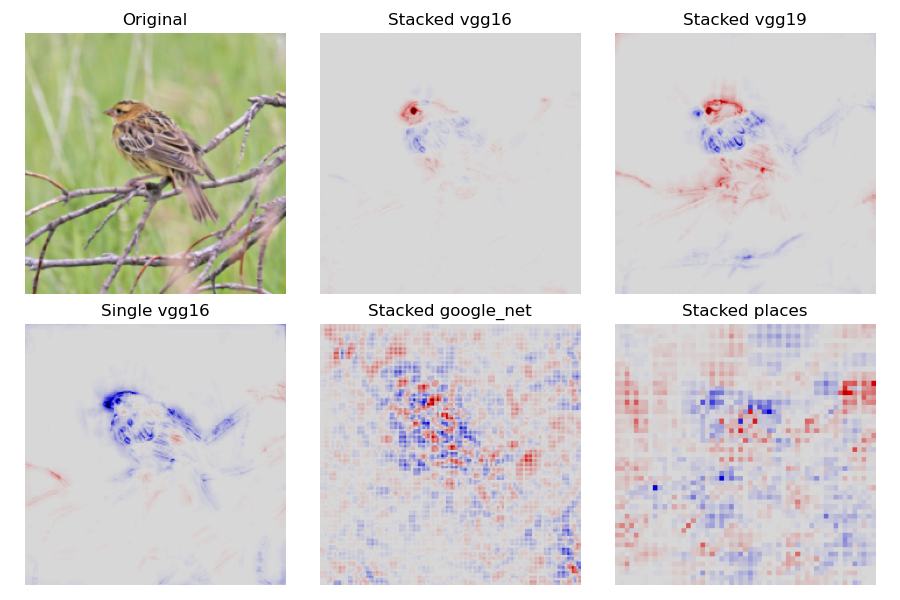 Original
Stacked vgg16
Stacked vgg19
Single vgg16
Stacked google_net
Stacked places